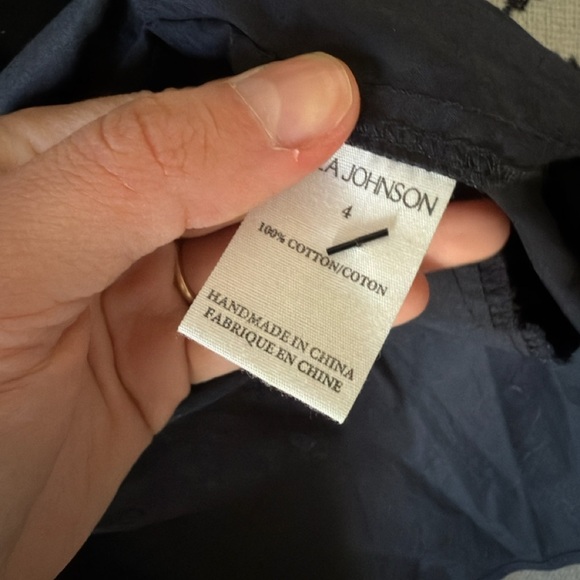 JOHNSON
4
100% COTTON/COTON
HANDMADE IN CHINA
FABRIQUE EN CHINE